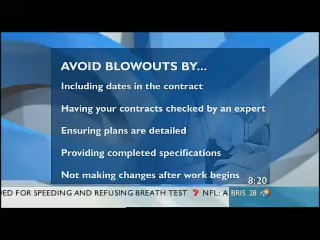 AVOID BLOWOUTS BY...
Including dates in the contract
Having your contracts checked by an expert
Ensuring plans are detailed
Providing completed specifications
Not making changes after work begins
8:20
ED FOR SPEEDING AND REFUSING BREATH TEST 7 NFL: A BRIS 28